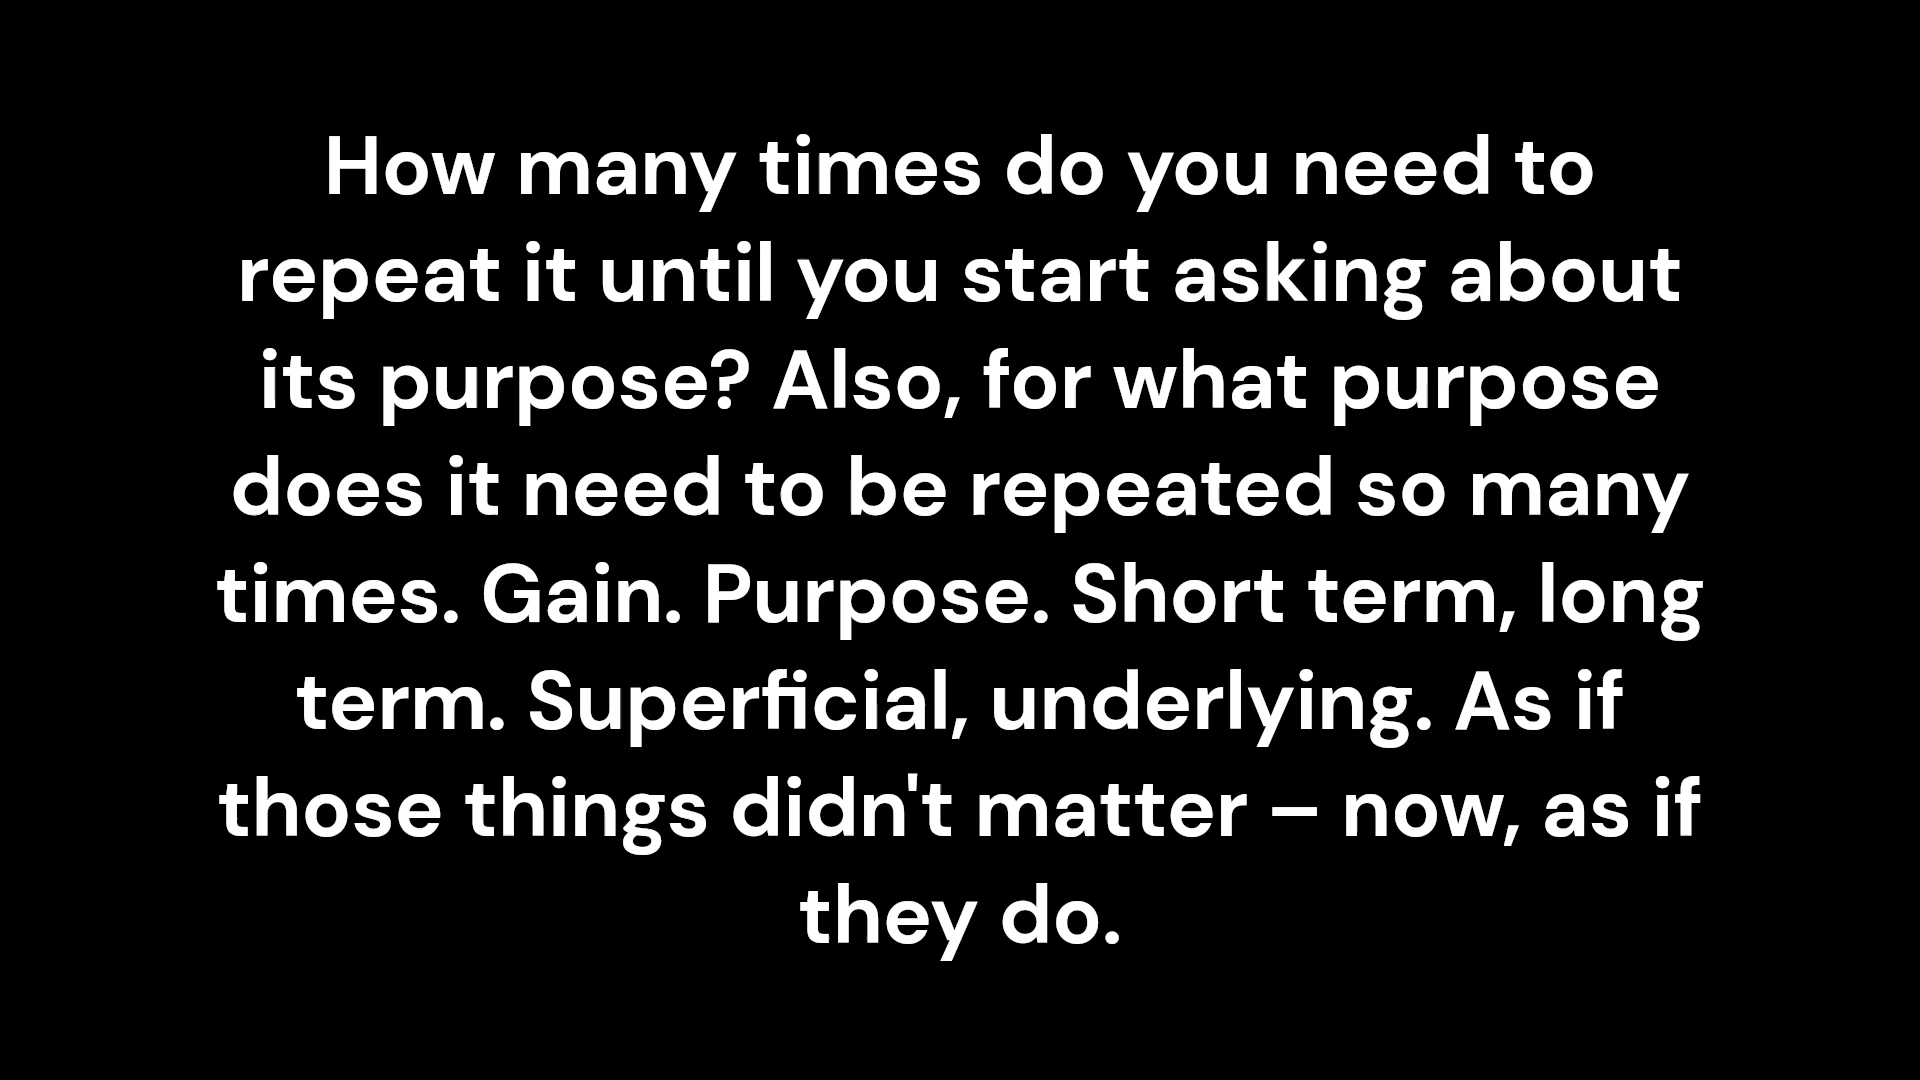 How many times do you need to
repeat it until you start asking about
its purpose? Also, for what purpose
does it need to be repeated so many
times. Gain. Purpose. Short term, long
term. Superficial, underlying. As if
those things didn't matter – now, as if
they do.